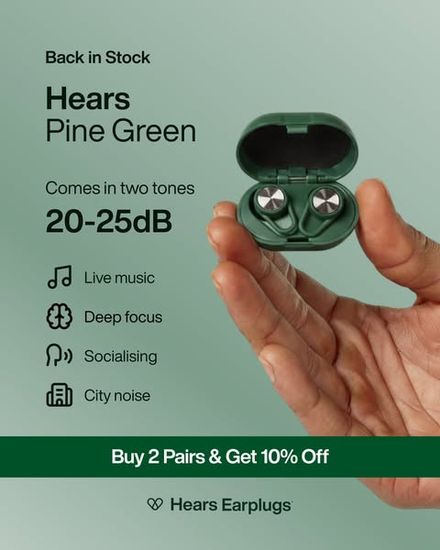 Back in Stock
Hears
Pine Green
Comes in two tones
20-25dB
Live music
Deep focus
Socialising
City noise
Buy 2 Pairs & Get 10% Off
Hears Earplugs